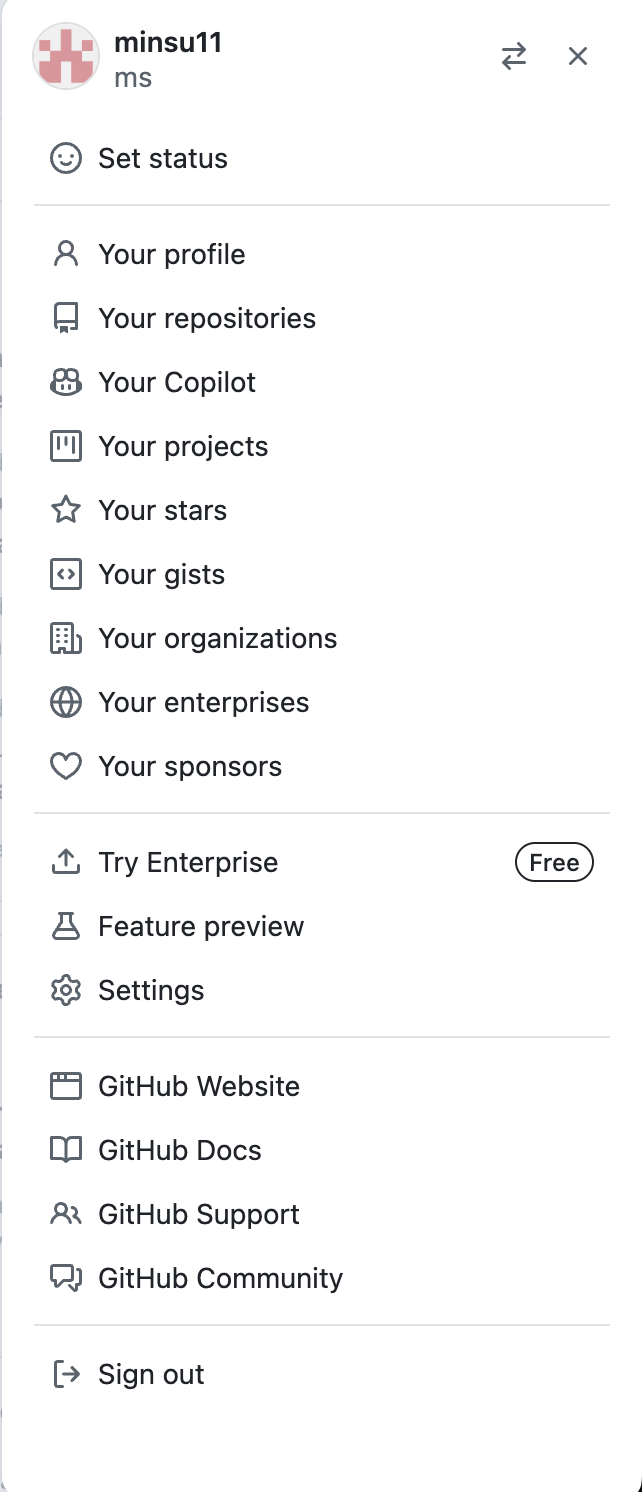 minsu11
ms
Set status
Your profile
Your repositories
Your Copilot
Your projects
Your stars
Your gists
Your organizations
Your enterprises
Your sponsors
Try Enterprise Free
Feature preview
Settings
GitHub Website
GitHub Docs
GitHub Support
GitHub Community
Sign out